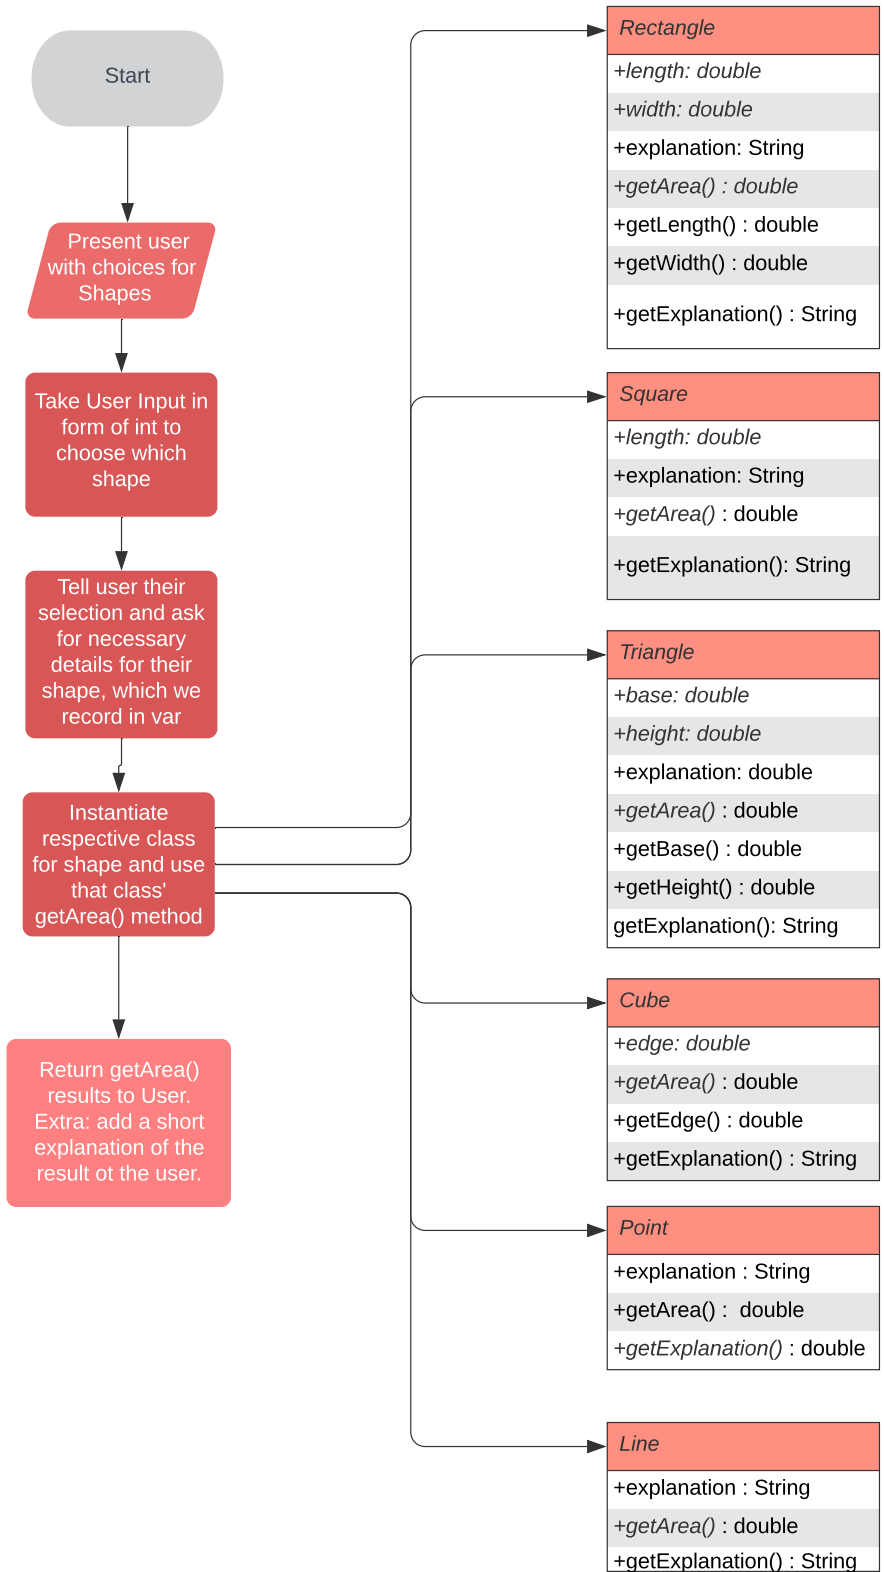 Start
Present user
with choices for
Shapes
Take User Input in
form of int to
choose which
shape
Tell user their
selection and ask
for necessary
details for their
shape, which we
record in var
Instantiate
respective class
for shape and use
that class'
getArea() method
Return getArea()
results to User.
Extra: add a short
explanation of the
result ot the user.
Rectangle
+length: double
+width: double
+explanation: String
+getArea() : double
+getLength() : double
+getWidth() : double
+getExplanation() : String
Square
+length: double
+explanation: String
+getArea() : double
+getExplanation(): String
Triangle
+base: double
+height: double
+explanation: double
+getArea() : double
+getBase() : double
+getHeight() : double
getExplanation(): String
Cube
+edge: double
+getArea() : double
+getEdge() : double
+getExplanation() : String
Point
+explanation : String
+getArea() :  double
+getExplanation() : double
Line
+explanation : String
+getArea() : double
+getExplanation() : String